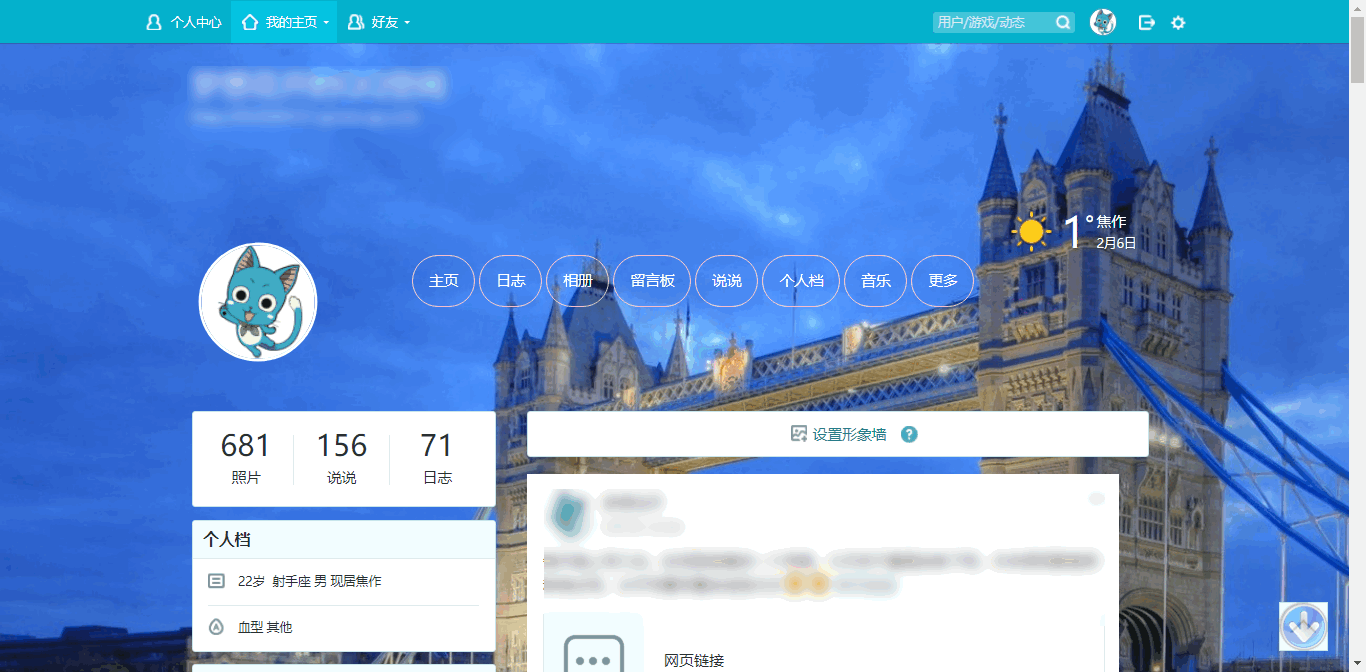 个人中心 我的主页 好友 用户/游戏/动态
1° 焦作
2月6日
主页 日志 相册 留言板 说说 个人档 音乐 更多
681 156 71
照片 说说 日志
设置形象墙 ?
个人档
22岁 射手座 男 现居焦作
血型 其他
网页链接